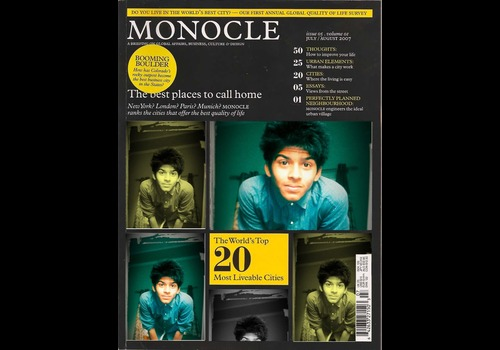 DO YOU LIVE IN THE WORLD'S BEST CITY? — OUR FIRST ANNUAL GLOBAL QUALITY OF LIFE SURVEY
MONOCLE
A BRIEFING ON GLOBAL AFFAIRS, BUSINESS, CULTURE & DESIGN
issue 05 . volume 01
JULY/AUGUST 2007
BOOMING
BOULDER
The best places to call home
New York? London? Paris? Munich? MONOCLE
ranks the cities that offer the best quality of life
50 THOUGHTS:
How to improve your life
25 URBAN ELEMENTS:
What makes a city work
20 CITIES:
Where the living is easy
05 ESSAYS:
Views from the street
01 PERFECTLY PLANNED
NEIGHBOURHOOD:
MONOCLE engineers the ideal
urban village
The World's Top
20
Most Liveable Cities